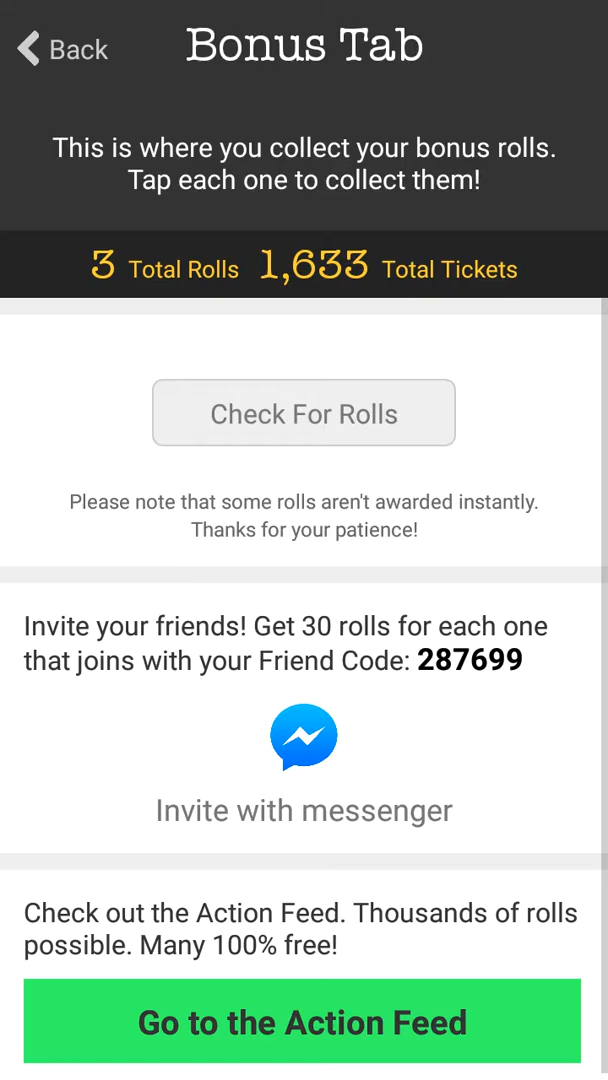 Back
Bonus Tab
This is where you collect your bonus rolls.
Tap each one to collect them!
3 Total Rolls 1,633 Total Tickets
Check For Rolls
Please note that some rolls aren't awarded instantly.
Thanks for your patience!
Invite your friends! Get 30 rolls for each one
that joins with your Friend Code: 287699
Invite with messenger
Check out the Action Feed. Thousands of rolls
possible. Many 100% free!
Go to the Action Feed